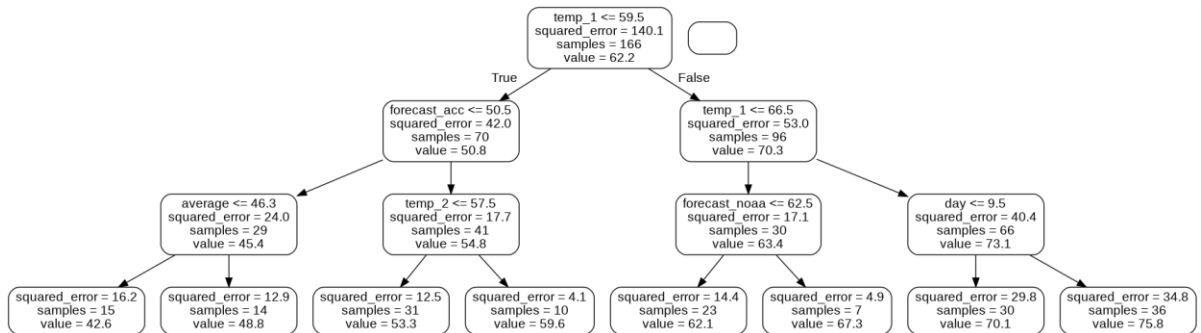 temp_1 <= 59.5
squared_error = 140.1
samples = 166
value = 62.2
True
False
forecast_acc <= 50.5
squared_error = 42.0
samples = 70
value = 50.8
temp_1 <= 66.5
squared_error = 53.0
samples = 96
value = 70.3
average <= 46.3
squared_error = 24.0
samples = 29
value = 45.4
temp_2 <= 57.5
squared_error = 17.7
samples = 41
value = 54.8
forecast_noaa <= 62.5
squared_error = 17.1
samples = 30
value = 63.4
day <= 9.5
squared_error = 40.4
samples = 66
value = 73.1
squared_error = 16.2
samples = 15
value = 42.6
squared_error = 12.9
samples = 14
value = 48.8
squared_error = 12.5
samples = 31
value = 53.3
squared_error = 4.1
samples = 10
value = 59.6
squared_error = 14.4
samples = 23
value = 62.1
squared_error = 4.9
samples = 7
value = 67.3
squared_error = 29.8
samples = 30
value = 70.1
squared_error = 34.8
samples = 36
value = 75.8